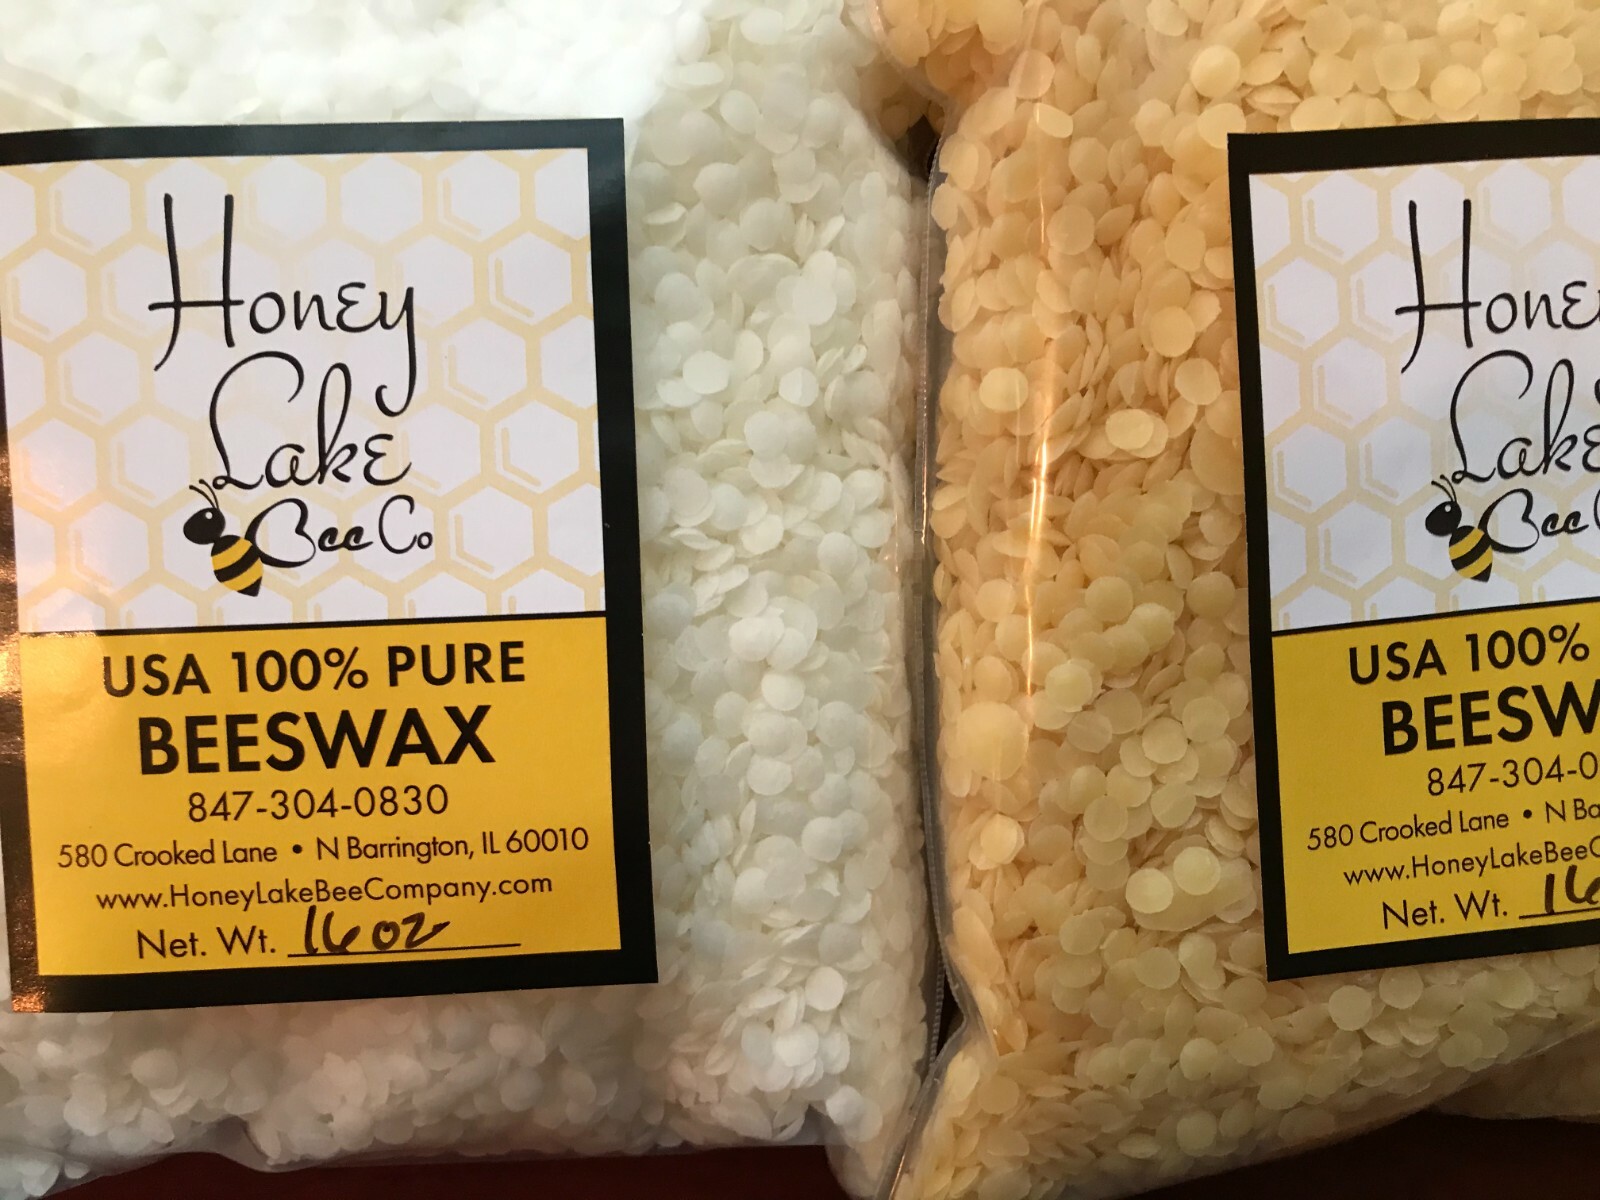 Honey
Lake
Bee Co
USA 100% PURE
BEESWAX
847-304-0830
580 Crooked Lane • N Barrington, IL 60010
www.HoneyLakeBeeCompany.com
Net. Wt. 16 oz
Hone
Lake
Bee
USA 100%
BEESW
847-304-0
580 Crooked Lane • N Ba
www.HoneyLakeBeeC
Net. Wt. 16